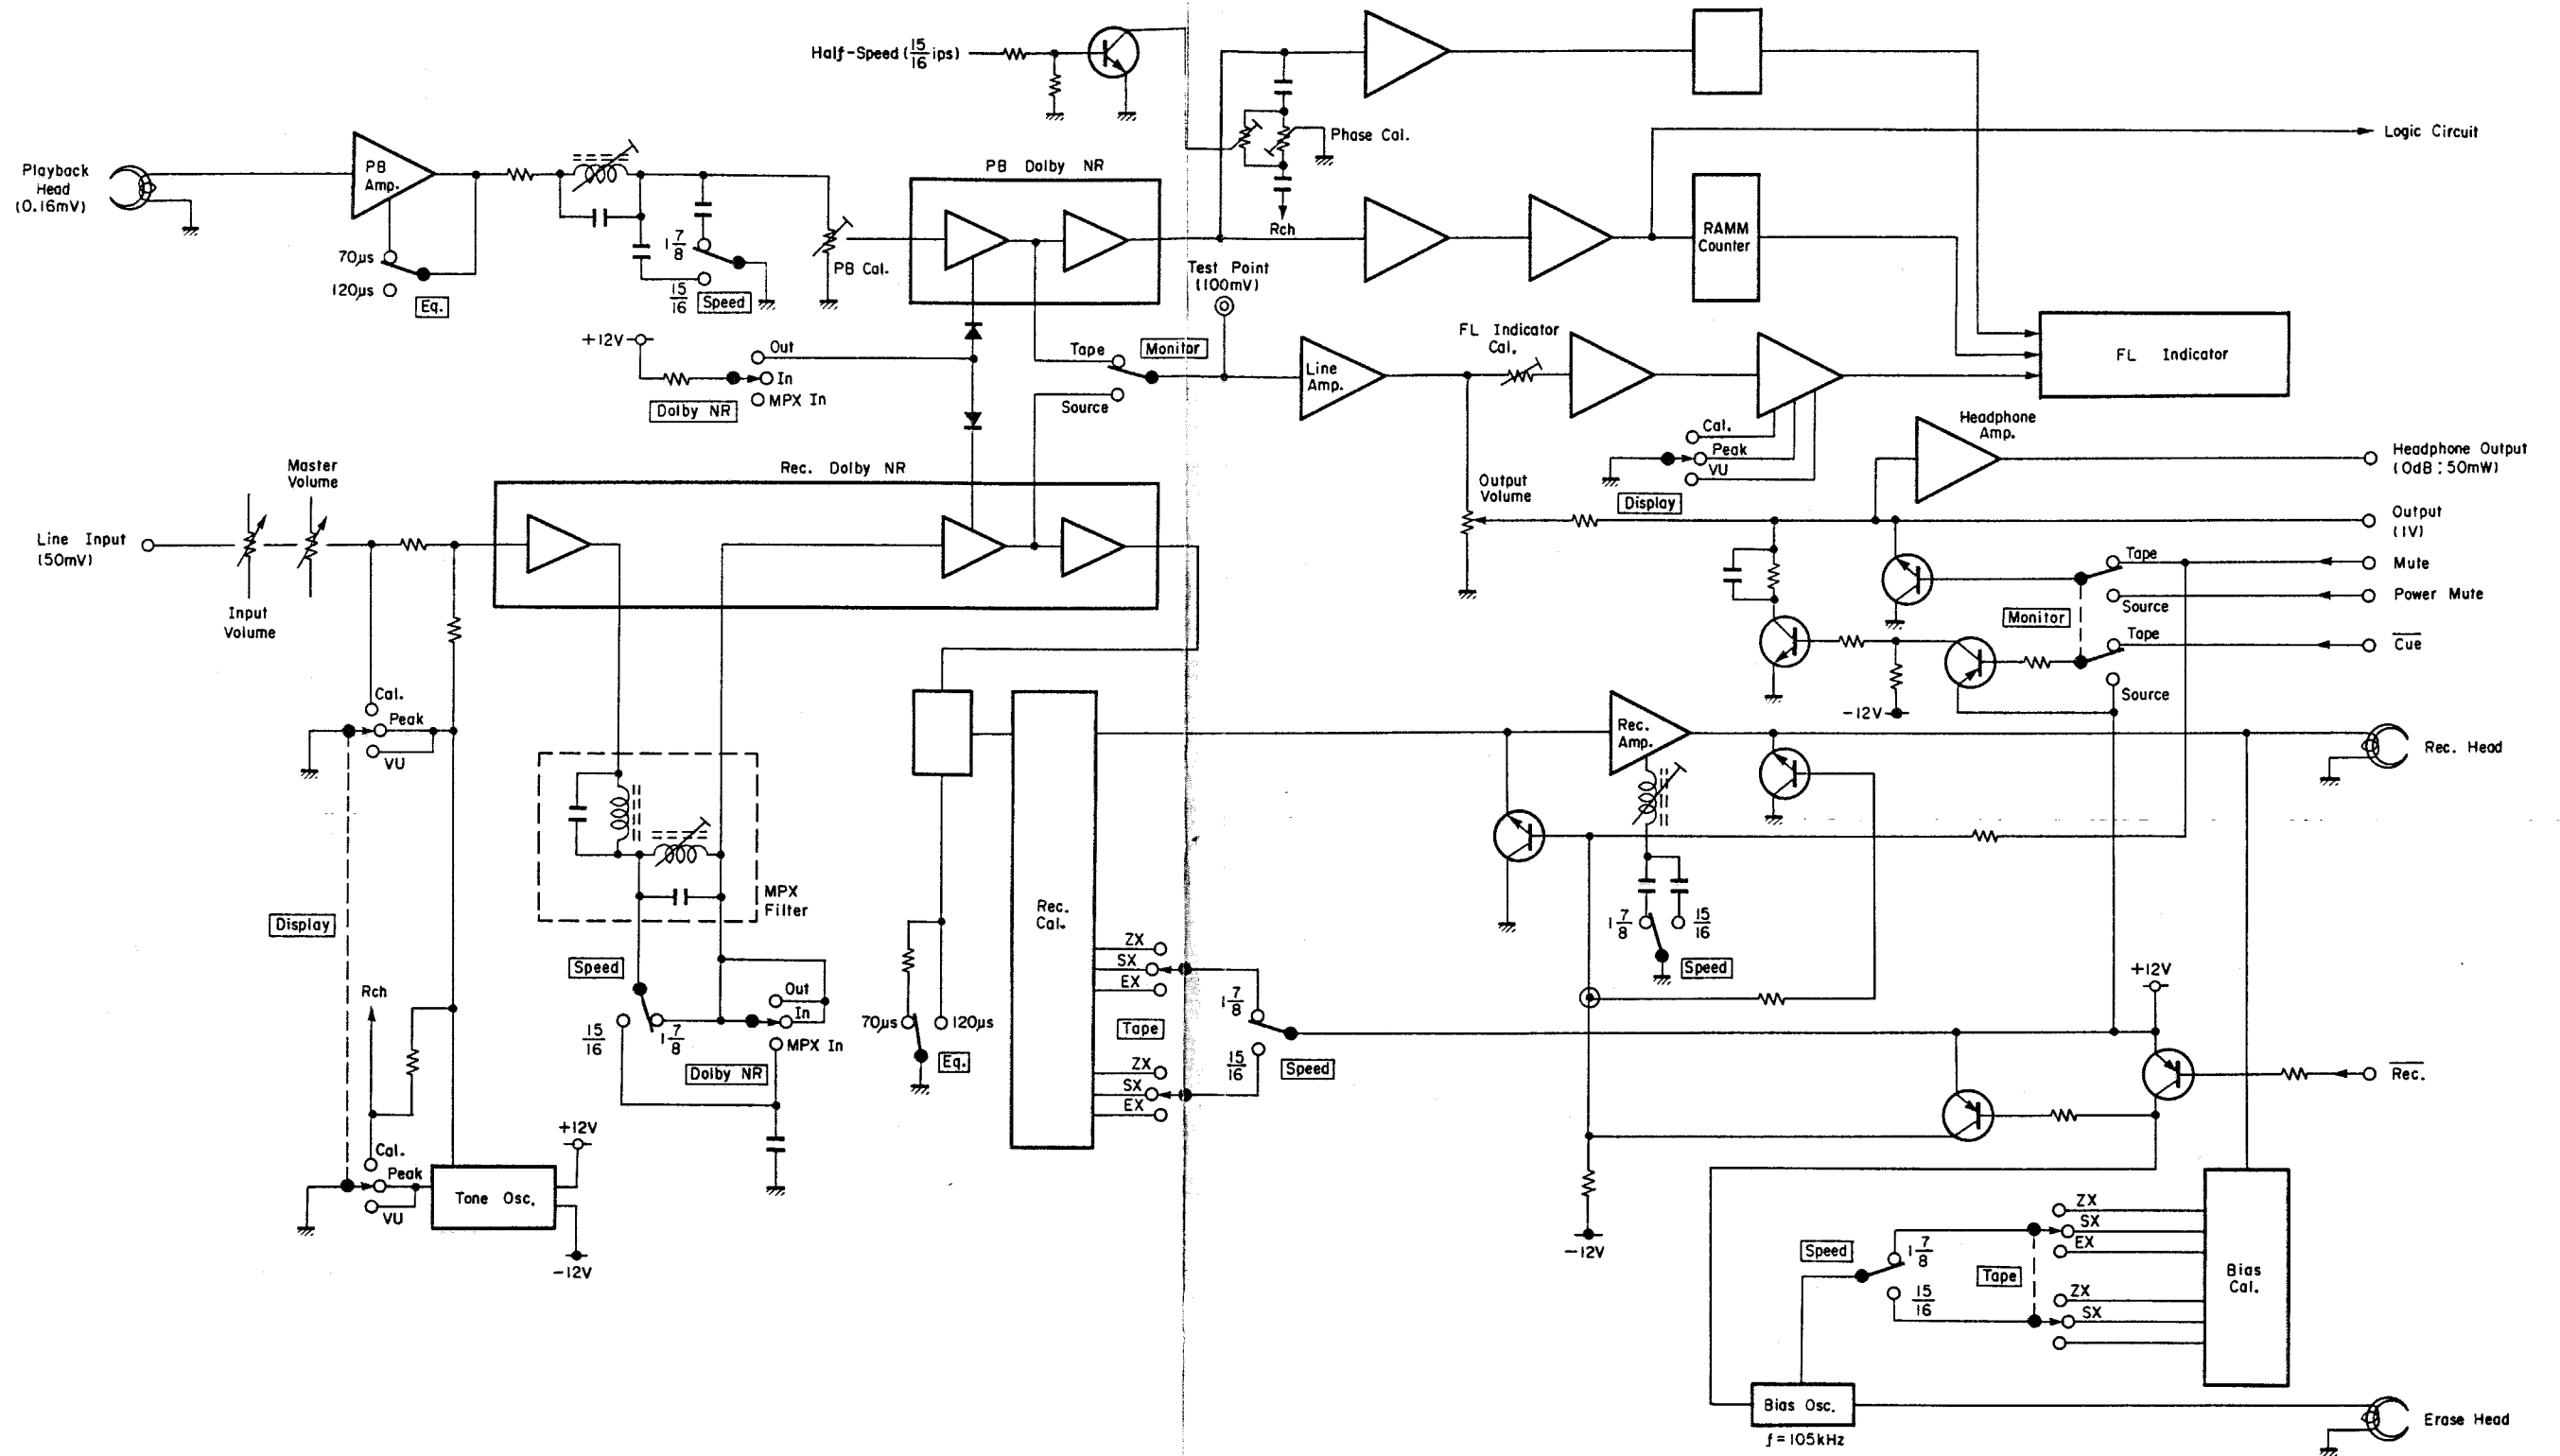 Half-Speed (15/16 ips)
Phase Cal.
Logic Circuit
Playback
Head
(0.16mV)
PB
Amp.
PB Dolby NR
Rch
70µs
120µs
Eq.
1 7/8
15/16
Speed
PB Cal.
Test Point
(100mV)
RAMM
Counter
+12V
Out
In
MPX In
Dolby NR
Tape
Monitor
Source
Line
Amp.
FL Indicator
Cal.
FL Indicator
Cal.
Peak
VU
Display
Headphone
Amp.
Headphone Output
(0dB : 50mW)
Output
Volume
Output
(1V)
Master
Volume
Rec. Dolby NR
Line Input
(50mV)
Input
Volume
Tape
Mute
Source
Power Mute
Monitor
Tape
Cue
Source
-12V
Cal.
Peak
VU
Rec.
Amp.
Rec. Head
MPX
Filter
Display
Rec.
Cal.
1 7/8
15/16
Speed
Speed
15/16
1 7/8
Out
In
MPX In
Dolby NR
70µs
120µs
Eq.
ZX
SX
EX
Tape
ZX
SX
EX
1 7/8
15/16
Speed
+12V
Rec.
Rch
Cal.
Peak
VU
Tone Osc.
+12V
-12V
-12V
Speed
1 7/8
15/16
Tape
ZX
SX
EX
ZX
SX
Bias
Cal.
Bias Osc.
f = 105kHz
Erase Head